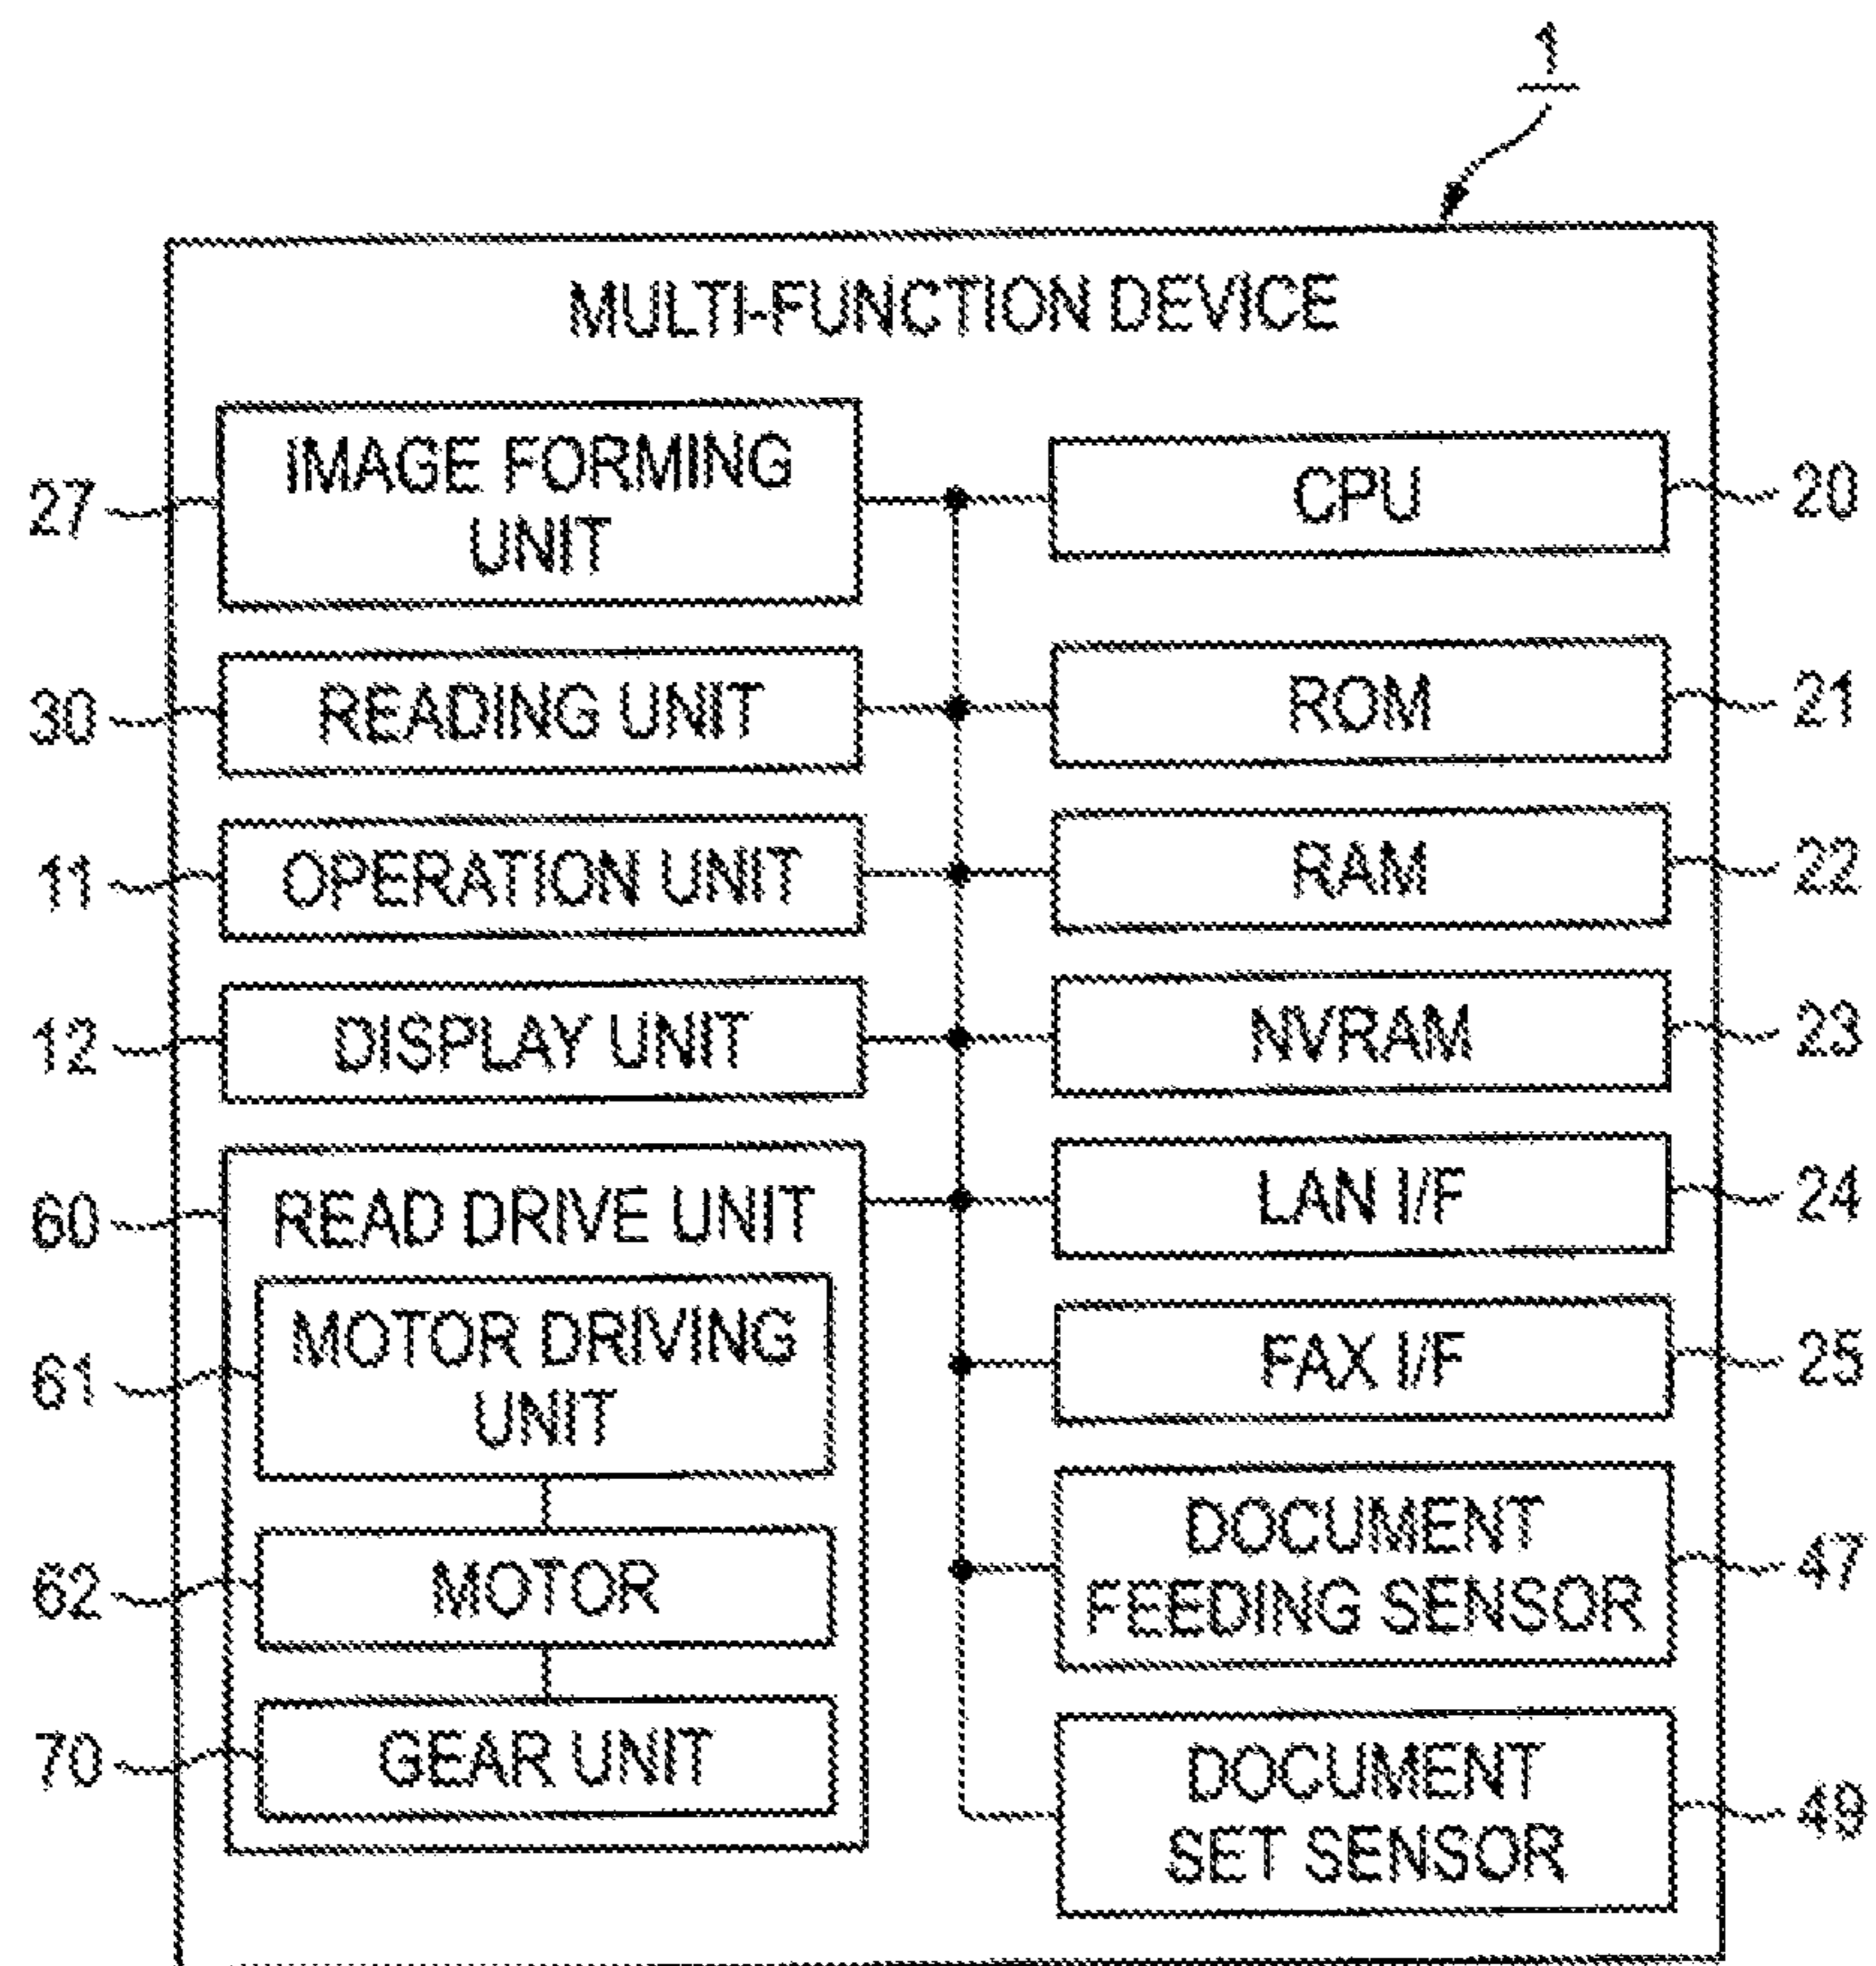 1
MULTI-FUNCTION DEVICE
27
IMAGE FORMING
UNIT
CPU
20
30
READING UNIT
ROM
21
11
OPERATION UNIT
RAM
22
12
DISPLAY UNIT
NVRAM
23
60
READ DRIVE UNIT
LAN I/F
24
61
MOTOR DRIVING
UNIT
FAX I/F
25
62
MOTOR
DOCUMENT
FEEDING SENSOR
47
70
GEAR UNIT
DOCUMENT
SET SENSOR
49